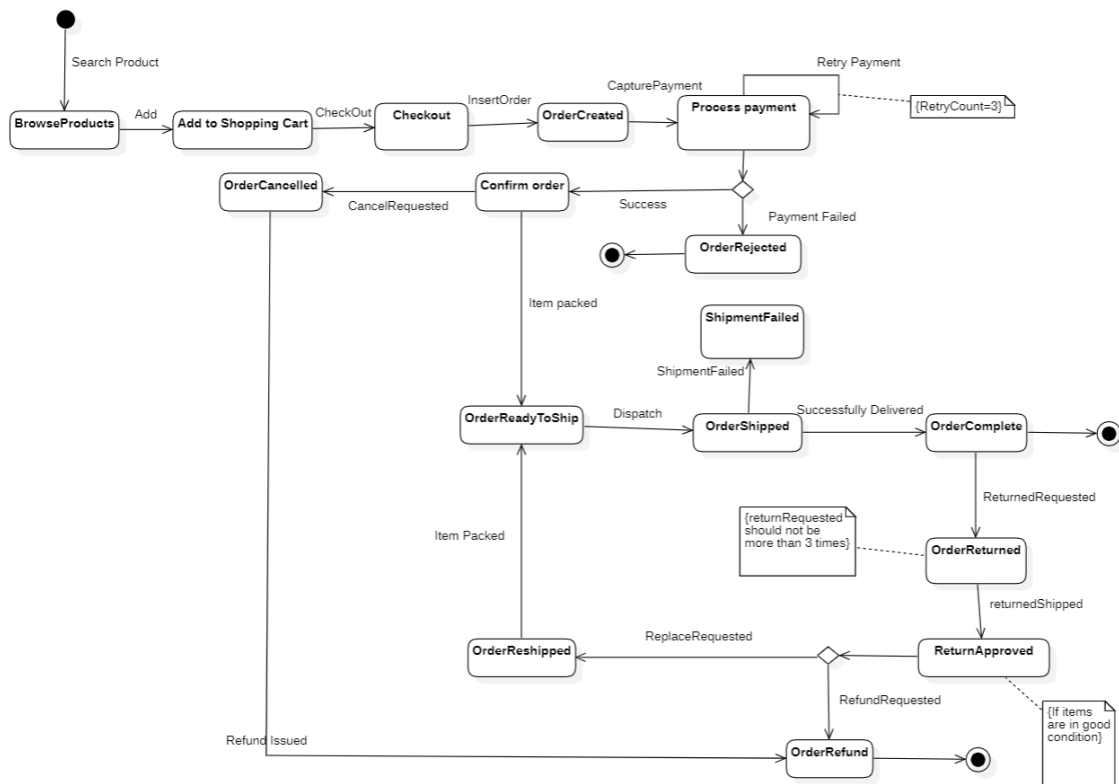 Search Product
Retry Payment
CapturePayment
{RetryCount=3}
Process payment
InsertOrder
CheckOut
Add
BrowseProducts
Add to Shopping Cart
Checkout
OrderCreated
OrderCancelled
Confirm order
CancelRequested
Success
Payment Failed
OrderRejected
Item packed
ShipmentFailed
ShipmentFailed
OrderReadyToShip
Dispatch
OrderShipped
Successfully Delivered
OrderComplete
ReturnedRequested
{returnRequested
should not be
more than 3 times}
OrderReturned
Item Packed
returnedShipped
OrderReshipped
ReplaceRequested
ReturnApproved
RefundRequested
{If items
are in good
condition}
Refund Issued
OrderRefund